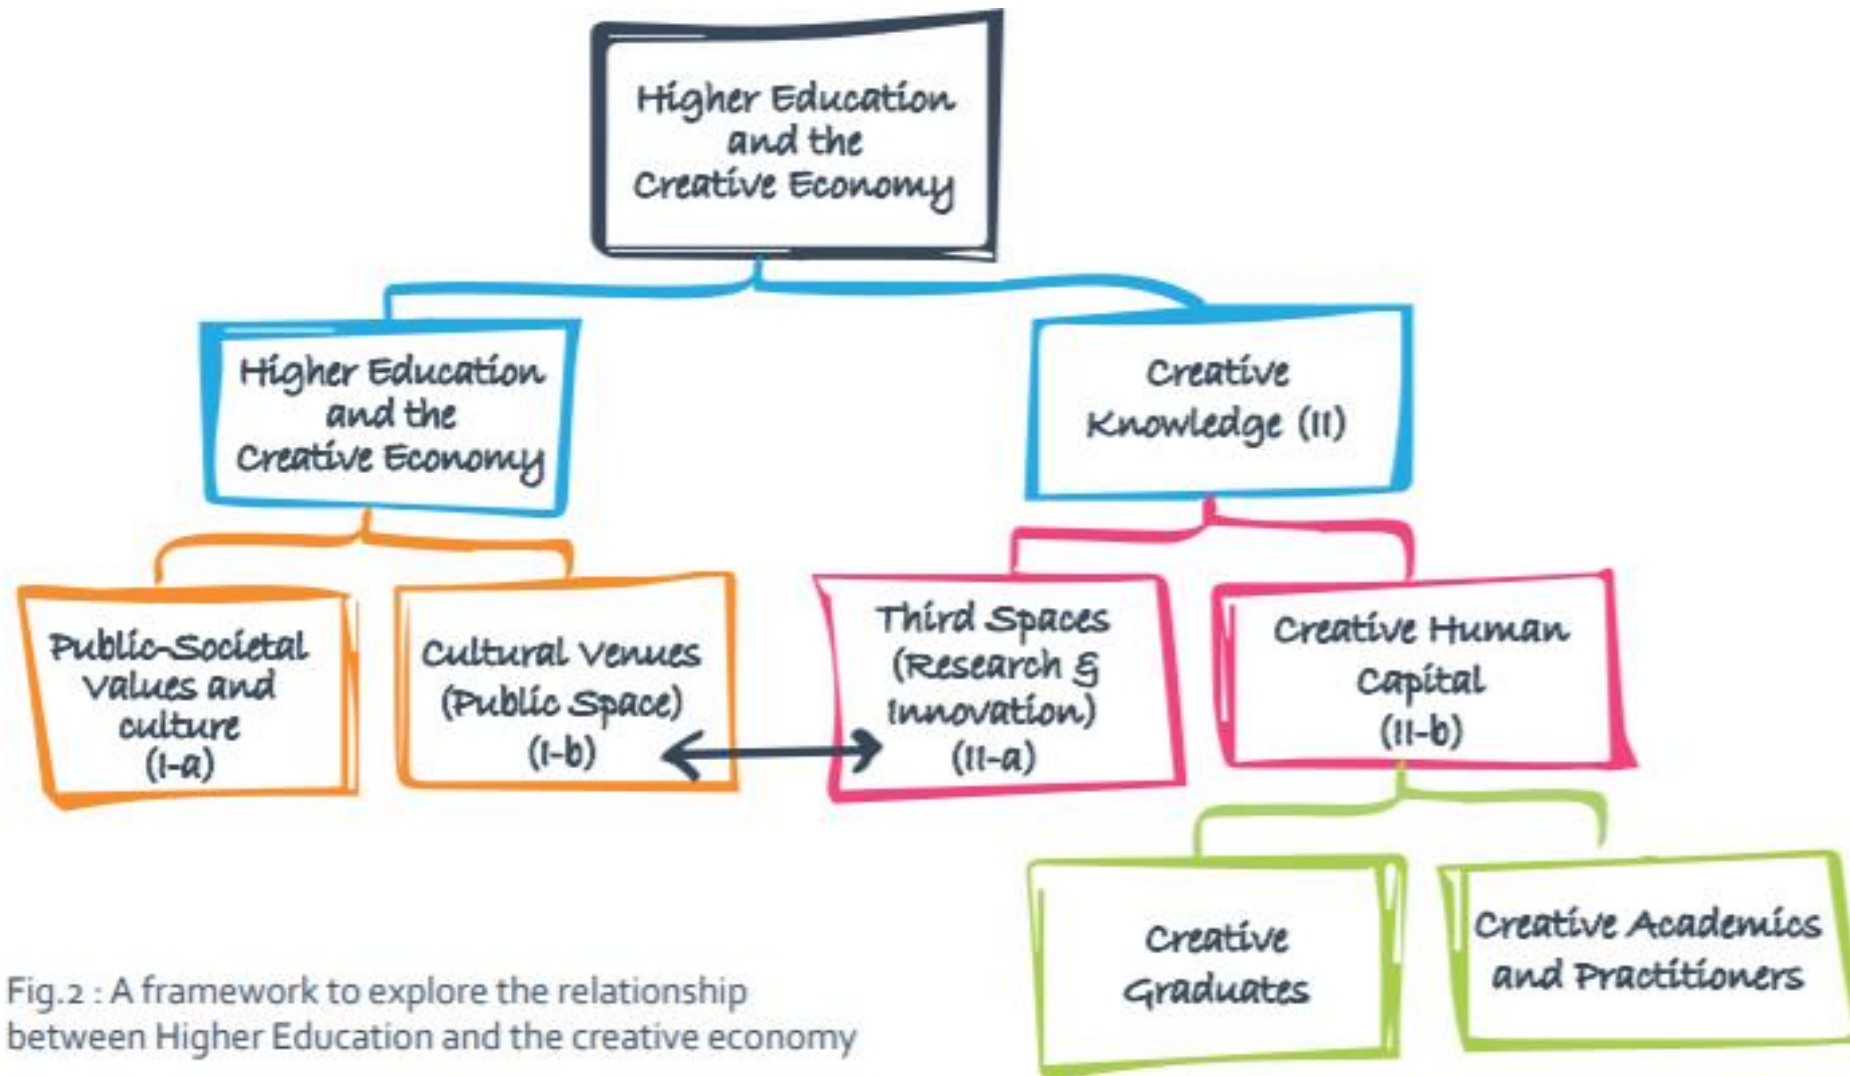 Higher Education
and the
Creative Economy
Higher Education
and the
Creative Economy
Creative
Knowledge (II)
Public-Societal
Values and
culture
(I-a)
Cultural Venues
(Public Space)
(I-b)
Third Spaces
(Research &
Innovation)
(II-a)
Creative Human
Capital
(II-b)
Creative
Graduates
Creative Academics
and Practitioners
Fig.2 : A framework to explore the relationship
between Higher Education and the creative economy